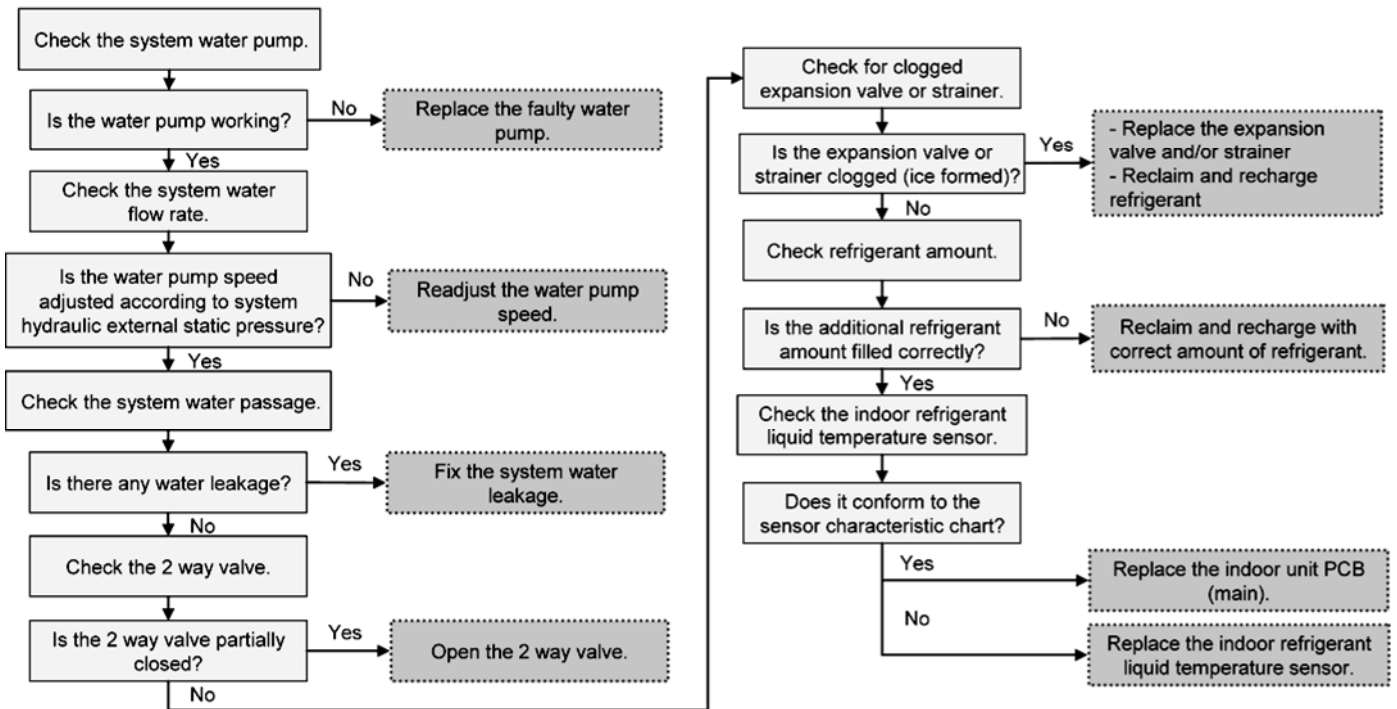 Check the system water pump.
Is the water pump working?
No
Replace the faulty water
pump.
Yes
Check the system water
flow rate.
Is the water pump speed
adjusted according to system
hydraulic external static pressure?
No
Readjust the water pump
speed.
Yes
Check the system water passage.
Is there any water leakage?
Yes
Fix the system water
leakage.
No
Check the 2 way valve.
Is the 2 way valve partially
closed?
Yes
Open the 2 way valve.
No
Check for clogged
expansion valve or strainer.
Is the expansion valve or
strainer clogged (ice formed)?
Yes
- Replace the expansion
valve and/or strainer
- Reclaim and recharge
refrigerant
No
Check refrigerant amount.
Is the additional refrigerant
amount filled correctly?
No
Reclaim and recharge with
correct amount of refrigerant.
Yes
Check the indoor refrigerant
liquid temperature sensor.
Does it conform to the
sensor characteristic chart?
Yes
Replace the indoor unit PCB
(main).
No
Replace the indoor refrigerant
liquid temperature sensor.